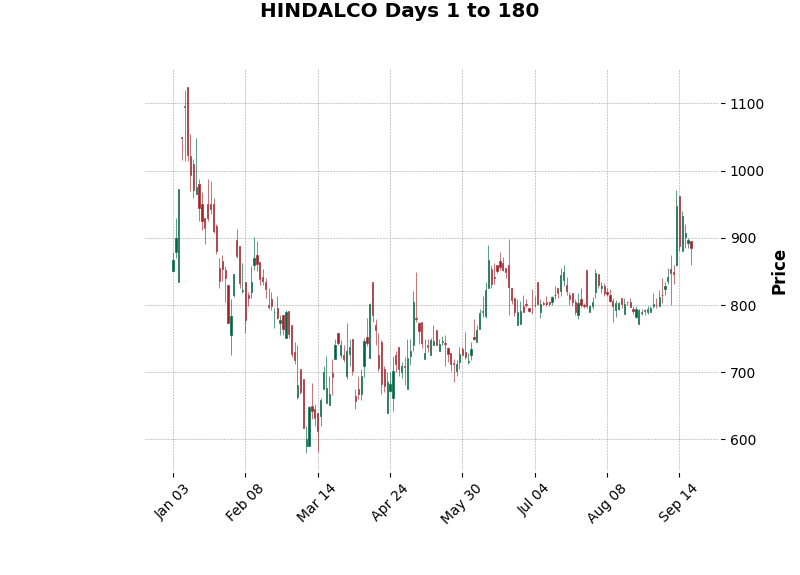 HINDALCO Days 1 to 180
1100
1000
900
800
700
600
Price
Jan 03
Feb 08
Mar 14
Apr 24
May 30
Jul 04
Aug 08
Sep 14